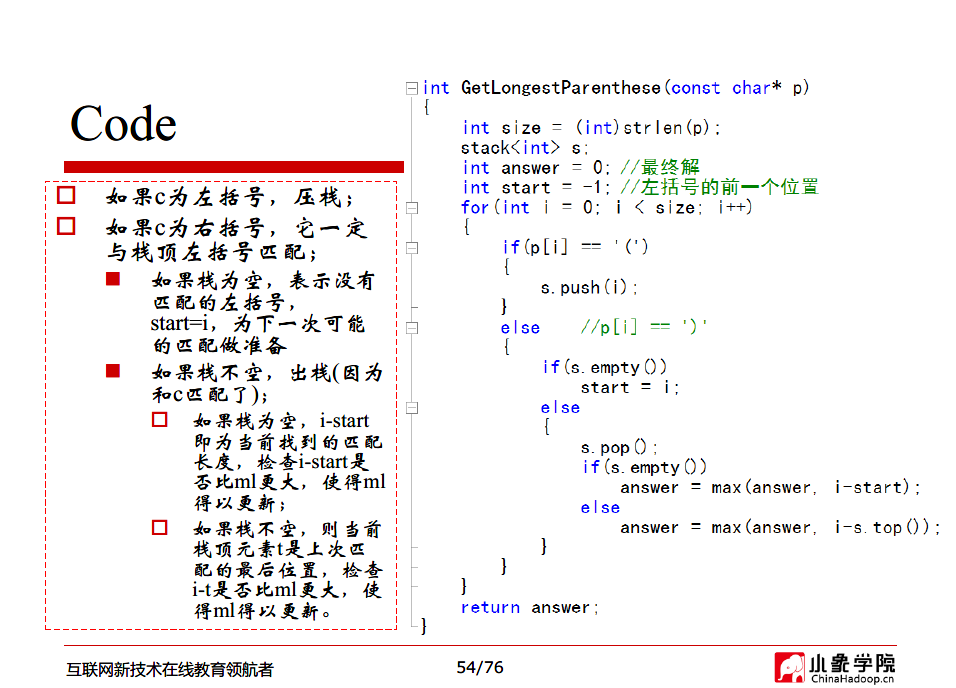 Code
如果c为左括号，压栈；
如果c为右括号，它一定
与栈顶左括号匹配；
如果栈为空，表示没有
匹配的左括号，
start=i，为下一次可能
的匹配做准备
如果栈不空，出栈(因为
和c匹配了)；
如果栈为空，i-start
即为当前找到的匹配
长度，检查i-start是
否比ml更大，使得ml
得以更新；
如果栈不空，则当前
栈顶元素t是上次匹
配的最后位置，检查
i-t是否比ml更大，使
得ml得以更新。
int GetLongestParenthese(const char* p)
{
int size = (int)strlen(p);
stack<int> s;
int answer = 0; //最终解
int start = -1; //左括号的前一个位置
for(int i = 0; i < size; i++)
{
if(p[i] == '(')
{
s.push(i);
}
else //p[i] == ')'
{
if(s.empty())
start = i;
else
{
s.pop();
if(s.empty())
answer = max(answer, i-start);
else
answer = max(answer, i-s.top());
}
}
}
return answer;
}
互联网新技术在线教育领航者
54/76
小象学院
ChinaHadoop.cn